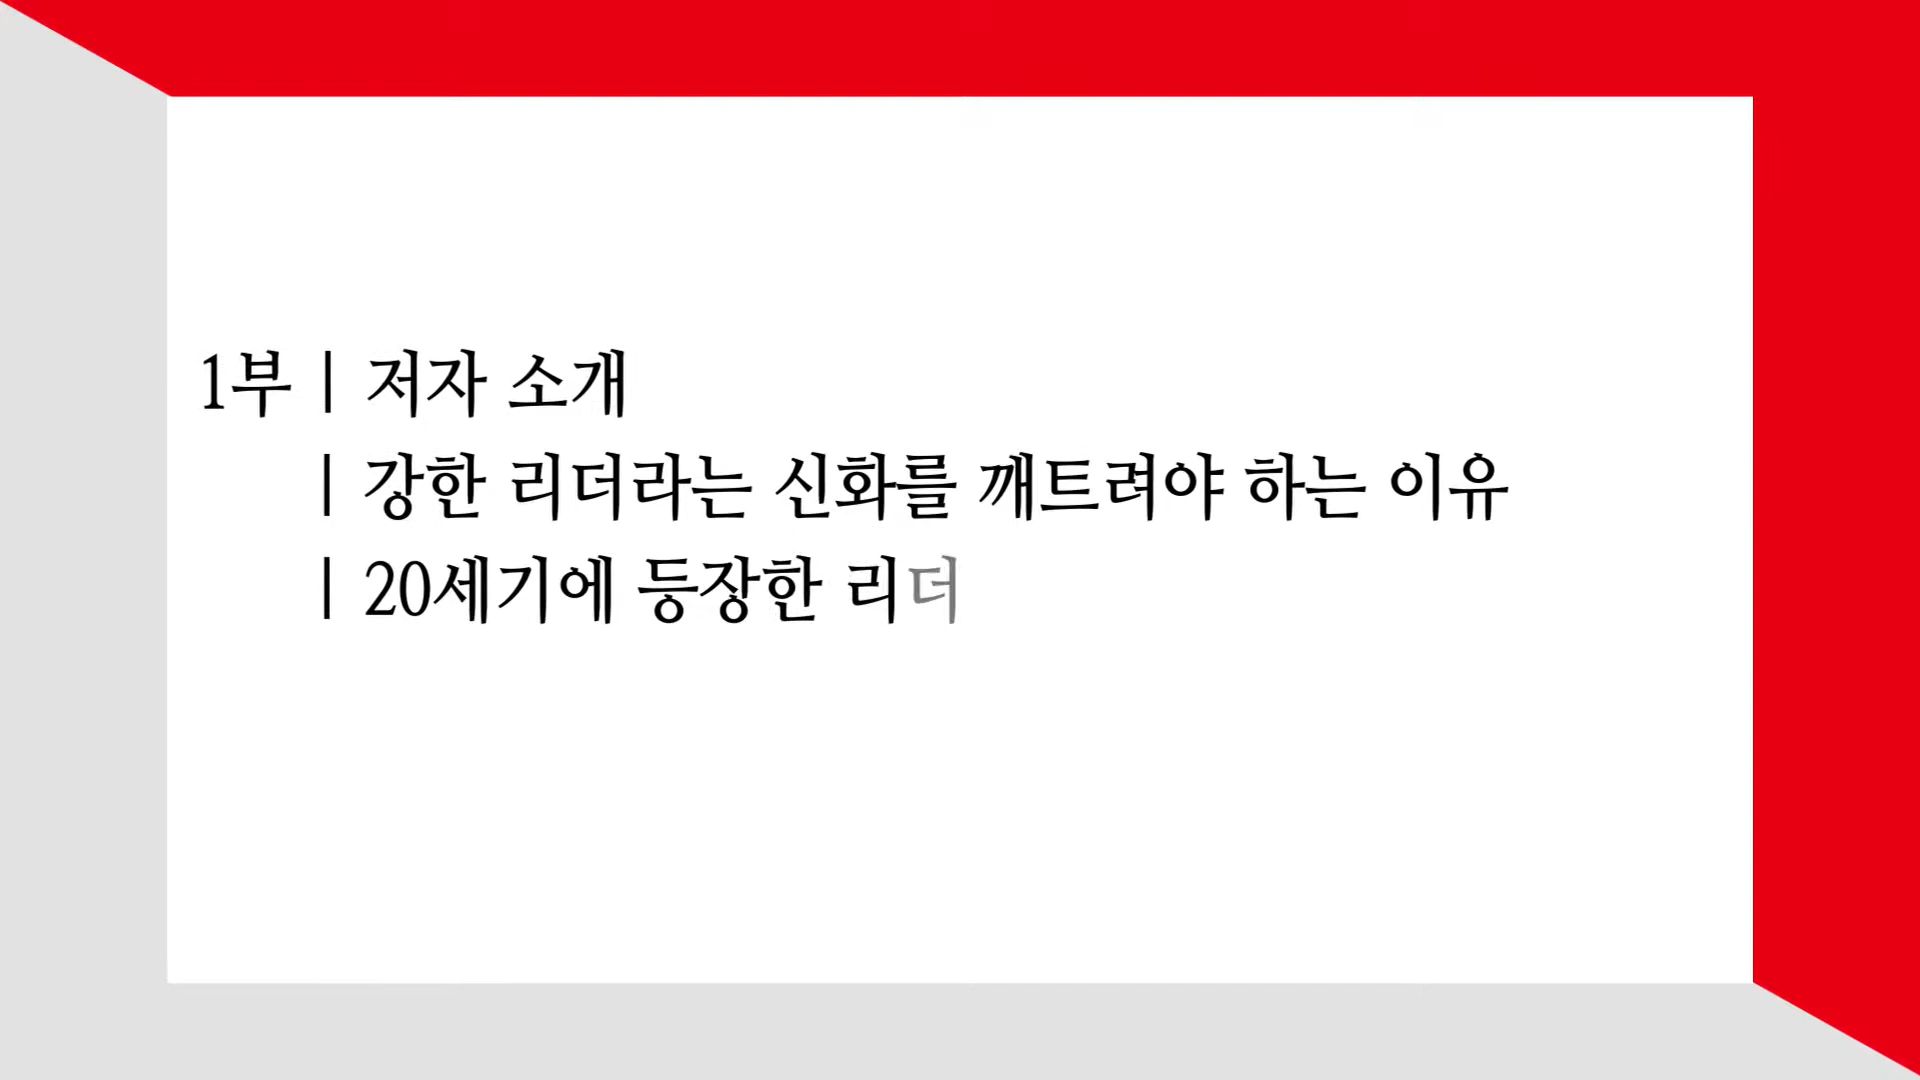 1부 | 저자 소개
| 강한 리더라는 신화를 깨트려야 하는 이유
| 20세기에 등장한 리더